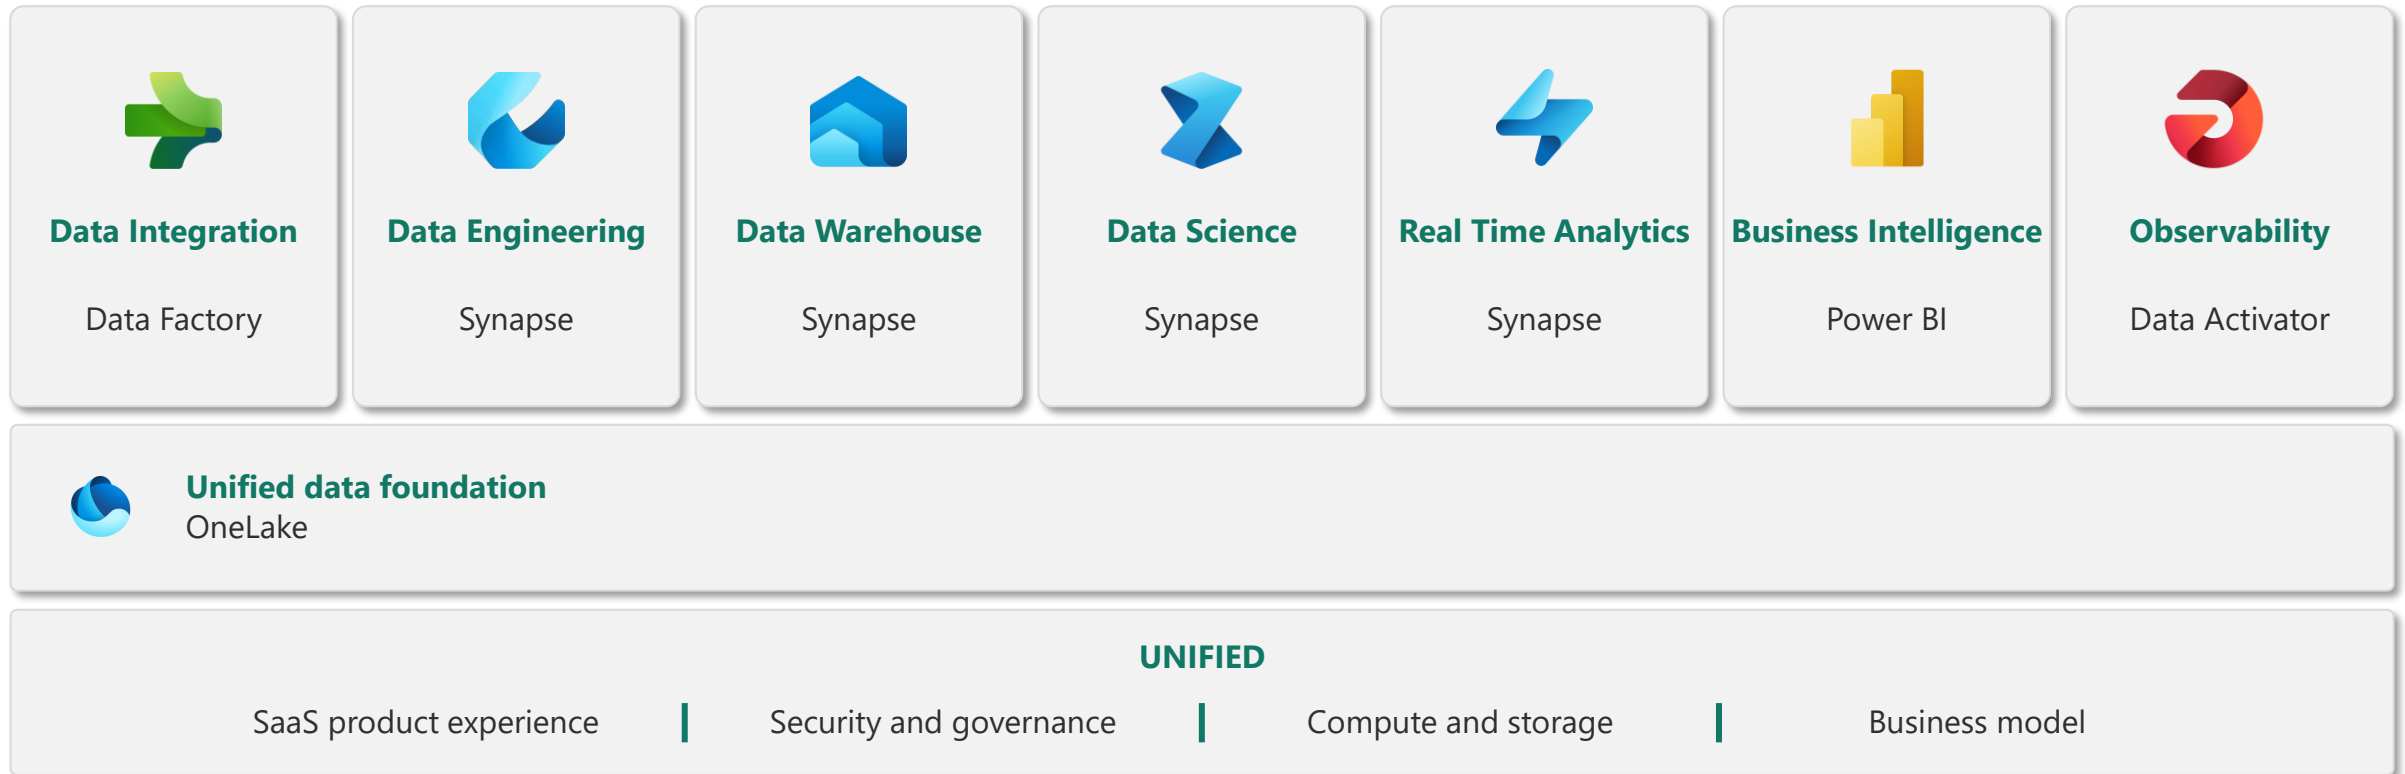 Data Integration
Data Factory
Data Engineering
Synapse
Data Warehouse
Synapse
Data Science
Synapse
Real Time Analytics
Synapse
Business Intelligence
Power BI
Observability
Data Activator
Unified data foundation
OneLake
UNIFIED
SaaS product experience
Security and governance
Compute and storage
Business model